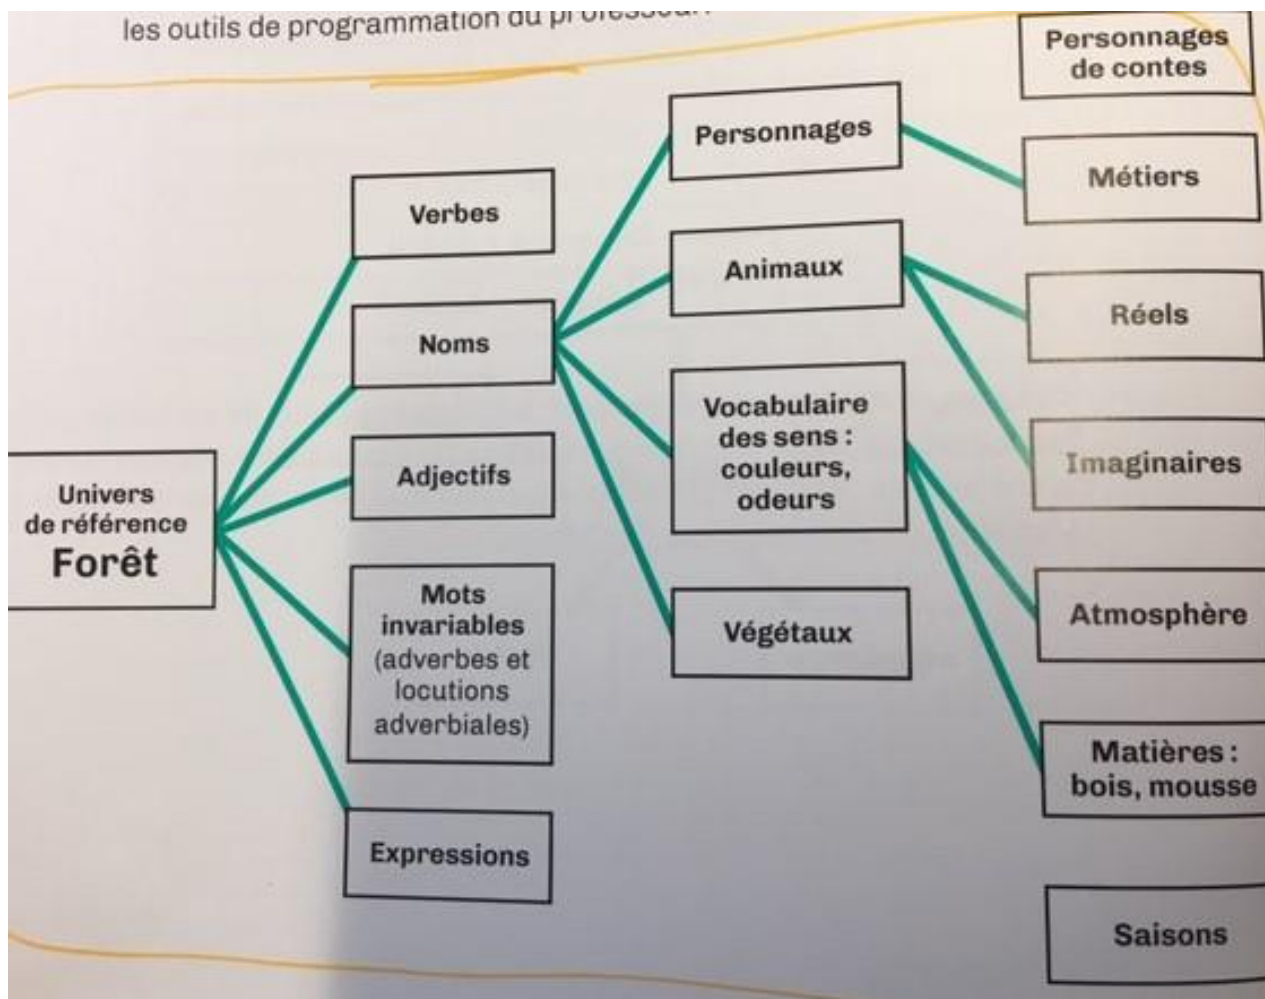 les outils de programmation du professeur.
Personnages
de contes
Personnages
Métiers
Verbes
Animaux
Réels
Noms
Vocabulaire
des sens :
couleurs,
odeurs
Imaginaires
Adjectifs
Univers
de référence
Forêt
Mots
invariables
(adverbes et
locutions
adverbiales)
Végétaux
Atmosphère
Matières :
bois, mousse
Expressions
Saisons